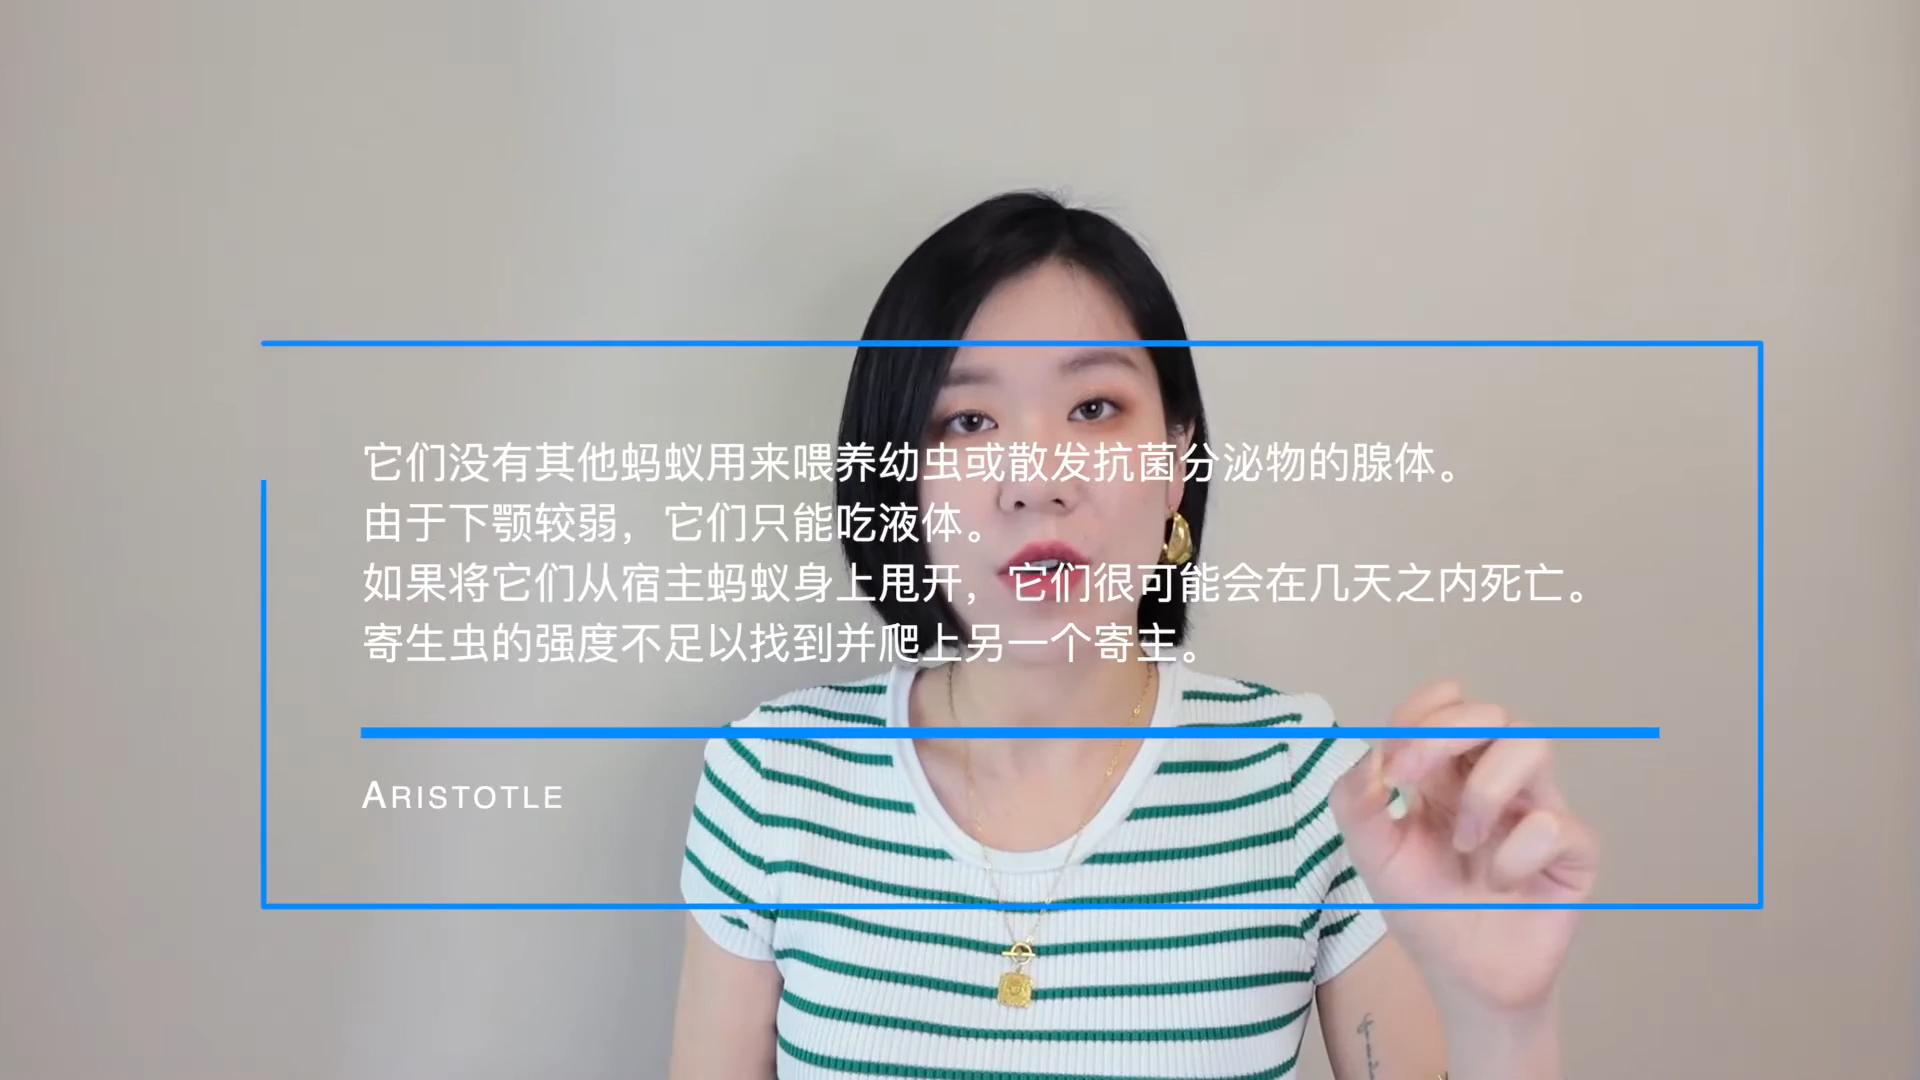 它们没有其他蚂蚁用来喂养幼虫或散发抗菌分泌物的腺体。
由于下颚较弱，它们只能吃液体。
如果将它们从宿主蚂蚁身上甩开，它们很可能会在几天之内死亡。
寄生虫的强度不足以找到并爬上另一个寄主。
ARISTOTLE